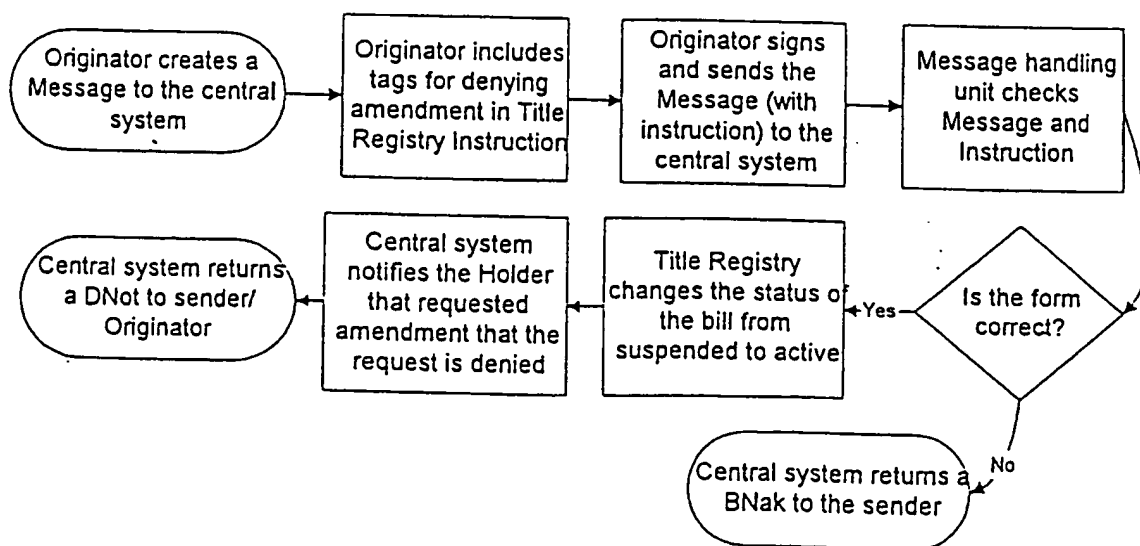 Originator creates a
Message to the central
system
Originator includes
tags for denying
amendment in Title
Registry Instruction
Originator signs
and sends the
Message (with
instruction) to the
central system
Message handling
unit checks
Message and
Instruction
Is the form
correct?
Yes
Title Registry
changes the status of
the bill from
suspended to active
Central system
notifies the Holder
that requested
amendment that the
request is denied
Central system returns
a DNot to sender/
Originator
No
Central system returns a
BNak to the sender